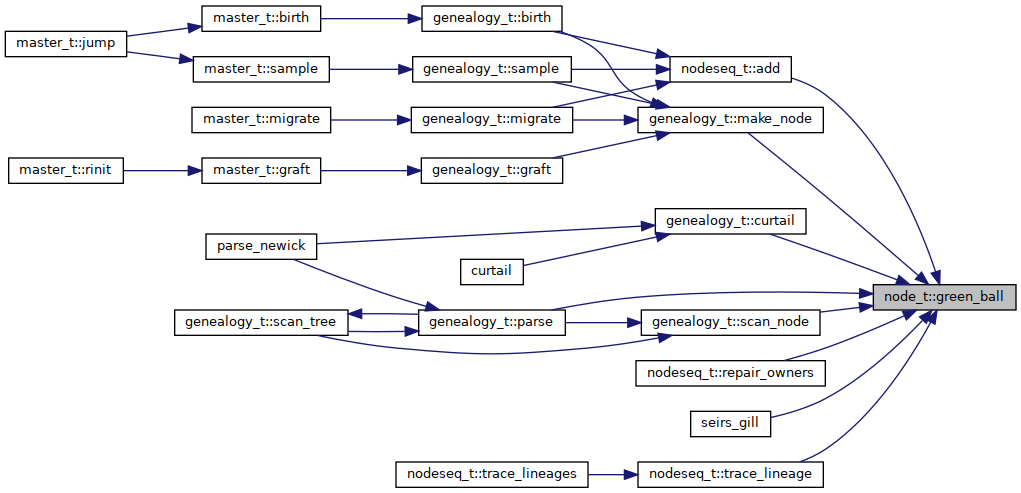 master_t::birth
genealogy_t::birth
master_t::jump
master_t::sample
genealogy_t::sample
nodeseq_t::add
master_t::migrate
genealogy_t::migrate
genealogy_t::make_node
master_t::rinit
master_t::graft
genealogy_t::graft
genealogy_t::curtail
parse_newick
curtail
node_t::green_ball
genealogy_t::scan_tree
genealogy_t::parse
genealogy_t::scan_node
nodeseq_t::repair_owners
seirs_gill
nodeseq_t::trace_lineages
nodeseq_t::trace_lineage